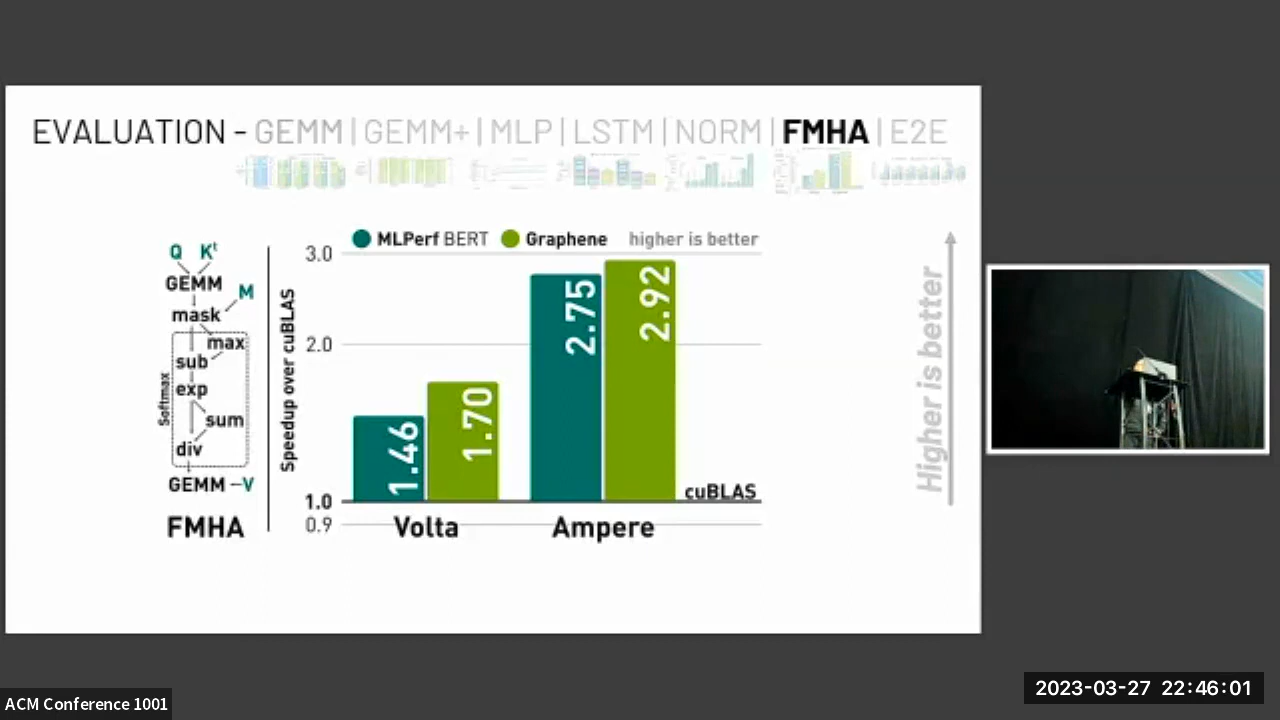 EVALUATION - GEMM | GEMM+ | MLP | LSTM | NORM | FMHA | E2E
MLPerf BERT Graphene higher is better
Speedup over cuBLAS
3.0
2.0
1.0
0.9
1.46
1.70
2.75
2.92
cuBLAS
Volta
Ampere
Q Kᵗ
GEMM
M
mask
max
sub
exp
sum
div
Softmax
GEMM V
FMHA
Higher is better
ACM Conference 1001
2023-03-27 22:46:01